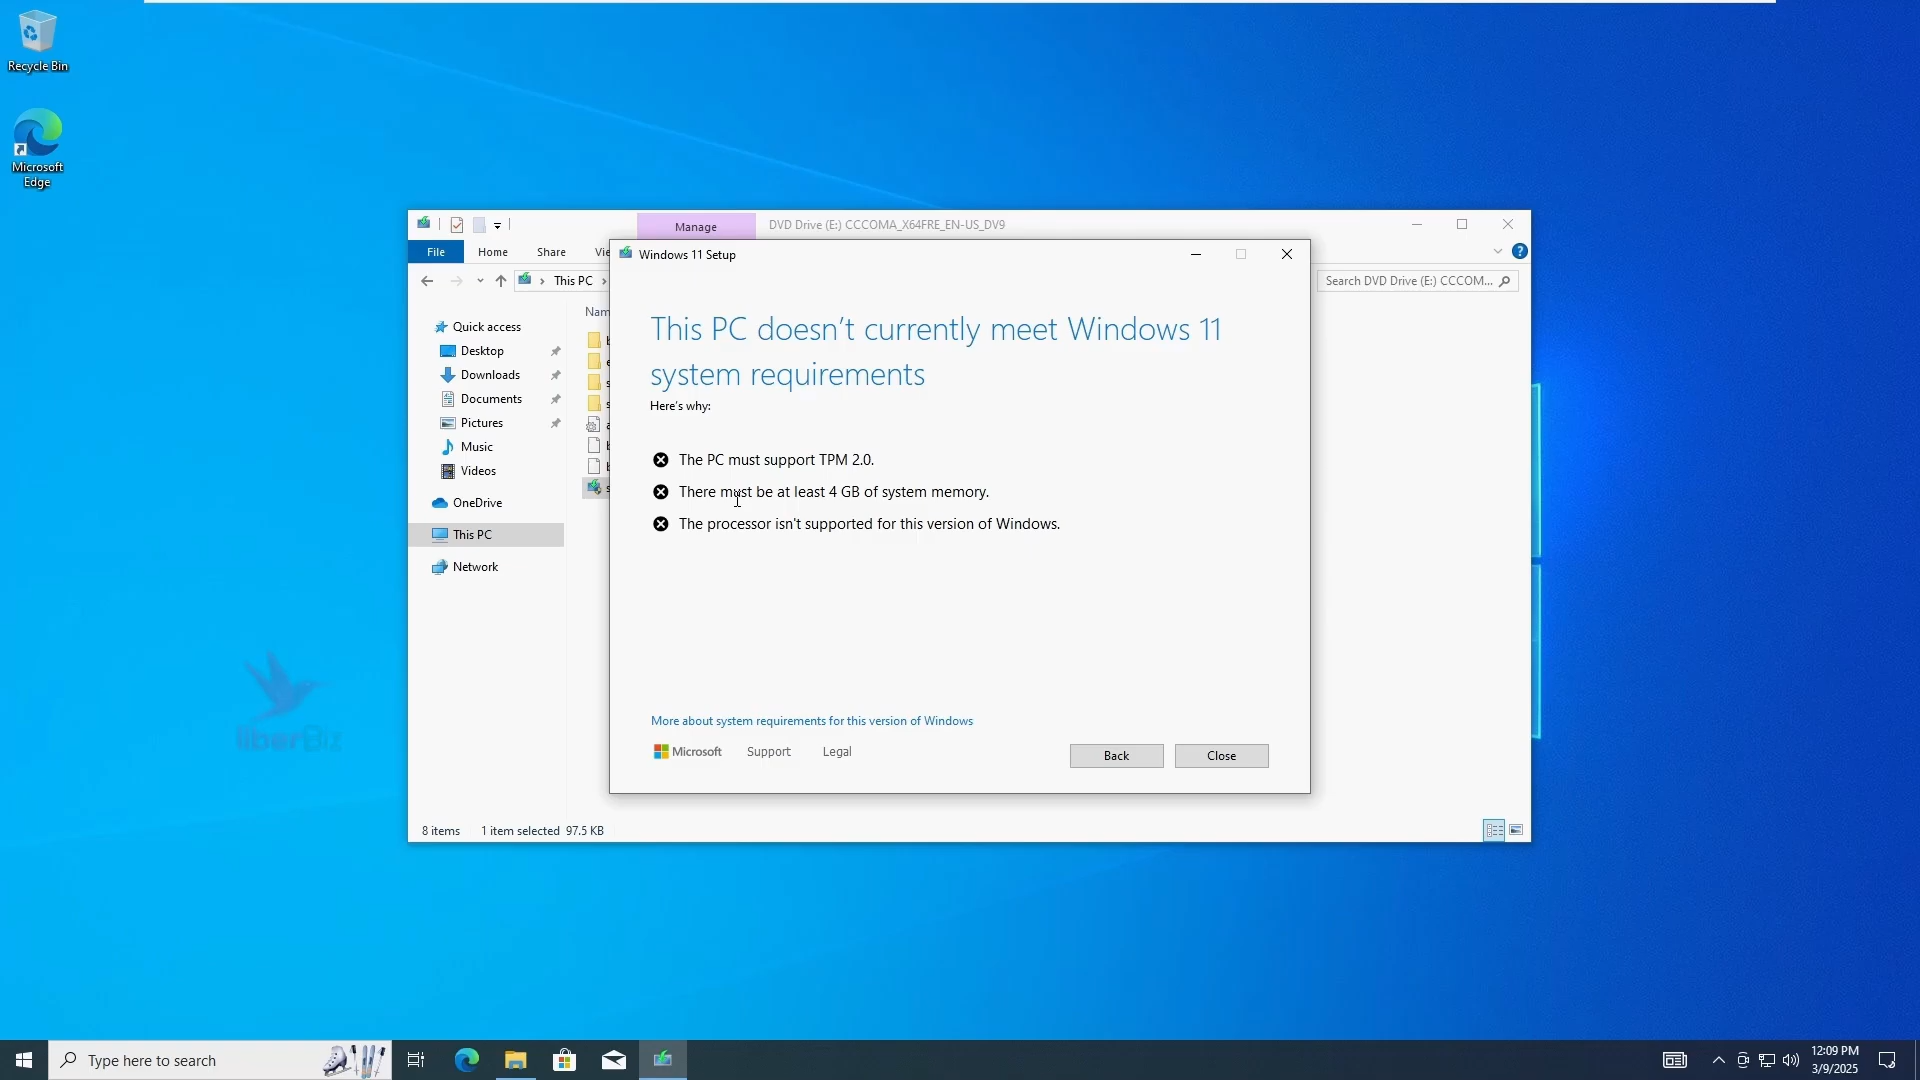 Recycle Bin
Microsoft
Edge
Manage
DVD Drive (E:) CCCOMA_X64FRE_EN-US_DV9
File
Home
Share
Vie
This PC
Search DVD Drive (E:) CCCOM...
Quick access
Desktop
Downloads
Documents
Pictures
Music
Videos
OneDrive
This PC
Network
Nam
Windows 11 Setup
This PC doesn't currently meet Windows 11
system requirements
Here's why:
The PC must support TPM 2.0.
There must be at least 4 GB of system memory.
The processor isn't supported for this version of Windows.
More about system requirements for this version of Windows
Microsoft
Support
Legal
Back
Close
8 items
1 item selected 97.5 KB
liberBiz
Type here to search
12:09 PM
3/9/2025